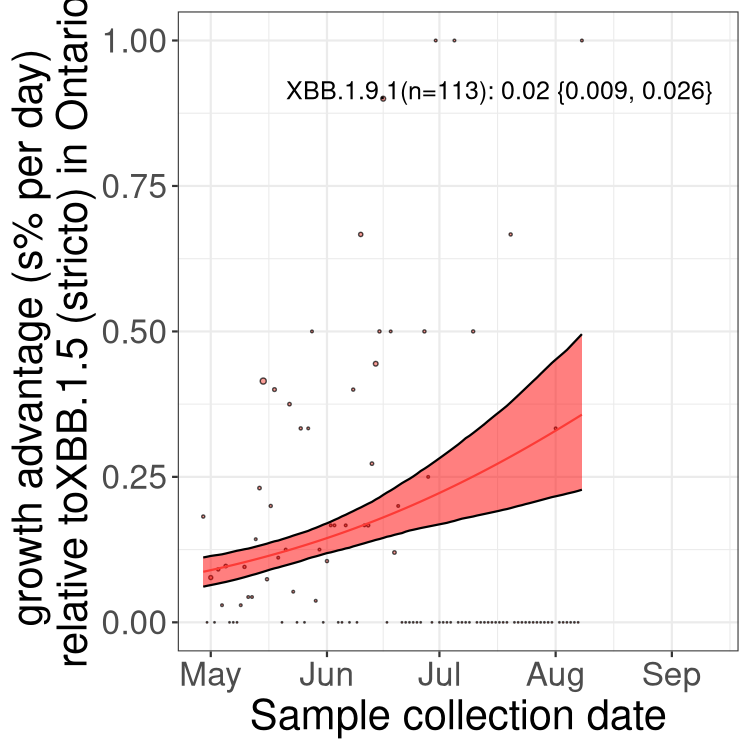 growth advantage (s% per day)
relative toXBB.1.5 (stricto) in Ontario
1.00
0.75
0.50
0.25
0.00
XBB.1.9.1(n=113): 0.02 {0.009, 0.026}
May Jun Jul Aug Sep
Sample collection date